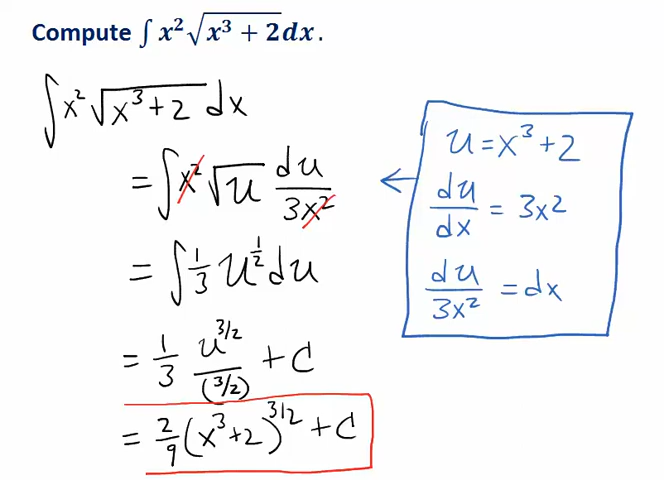 Compute ∫ x² √(x³ + 2) dx.
∫ x² √(x³+2) dx
= ∫ x² √u du/3x²
= ∫ 1/3 u^(1/2) du
= 1/3 u^(3/2)/(3/2) + C
= 2/9 (x³+2)^(3/2) + C
u = x³+2
du/dx = 3x²
du/3x² = dx